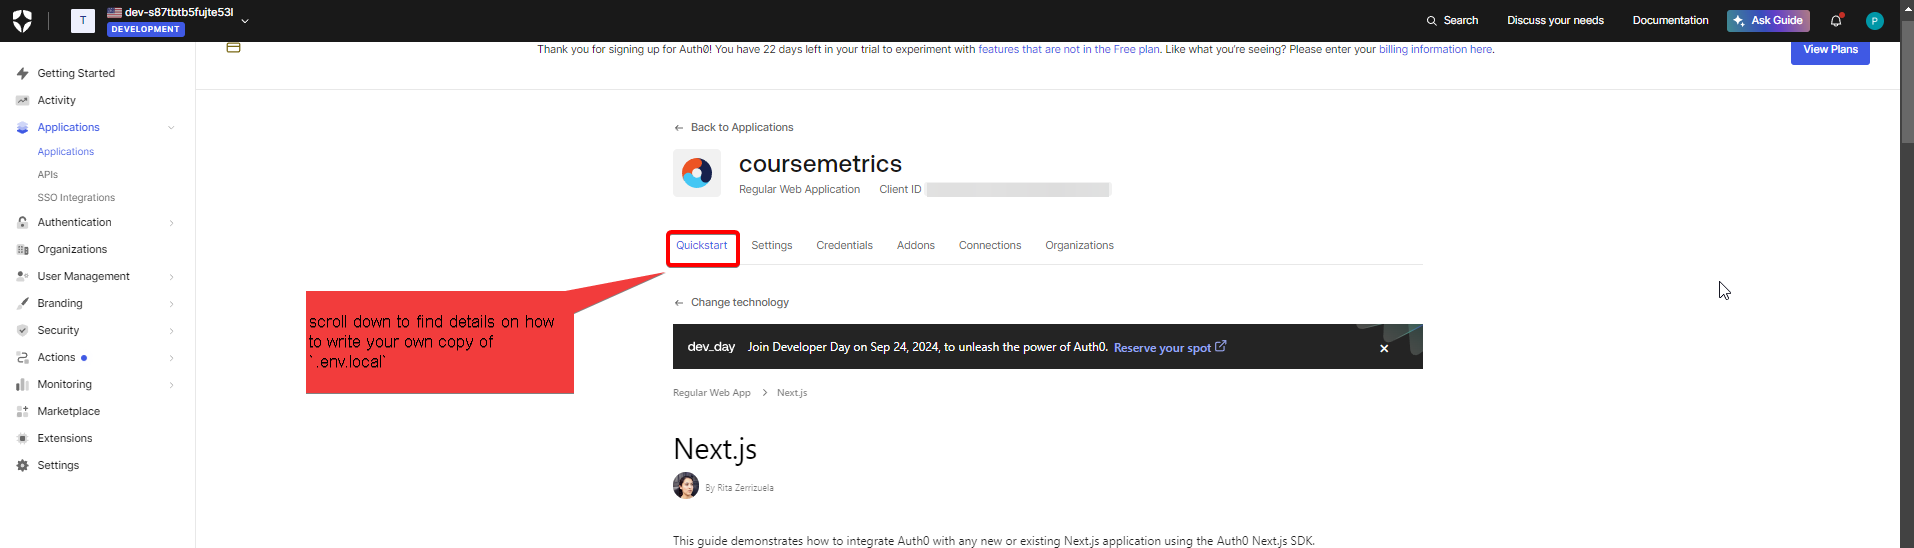 T
dev-s87tbtb5fujte53l
DEVELOPMENT
Search
Discuss your needs
Documentation
Ask Guide
P
Thank you for signing up for Auth0! You have 22 days left in your trial to experiment with features that are not in the Free plan. Like what you're seeing? Please enter your billing information here.
View Plans
Getting Started
Activity
Applications
Applications
APIs
SSO Integrations
Authentication
Organizations
User Management
Branding
Security
Actions
Monitoring
Marketplace
Extensions
Settings
Back to Applications
coursemetrics
Regular Web Application
Client ID
Quickstart
Settings
Credentials
Addons
Connections
Organizations
scroll down to find details on how
to write your own copy of
`.env.local`
Change technology
dev_day Join Developer Day on Sep 24, 2024, to unleash the power of Auth0. Reserve your spot
Regular Web App > Next.js
Next.js
By Rita Zerrizuela
This guide demonstrates how to integrate Auth0 with any new or existing Next.js application using the Auth0 Next.js SDK.